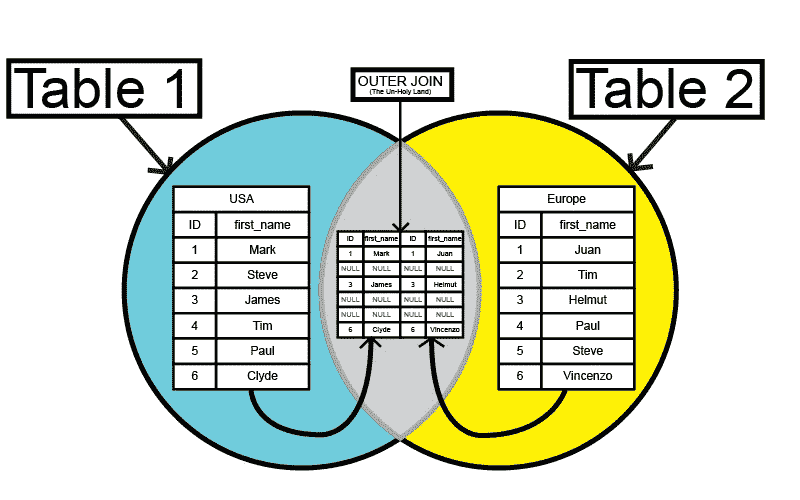 Table 1
OUTER JOIN
(The Un-Holy Land)
Table 2
USA
ID first_name
1 Mark
2 Steve
3 James
4 Tim
5 Paul
6 Clyde
ID first_name ID first_name
1 Mark 1 Juan
NULL NULL NULL NULL
3 James 3 Helmut
NULL NULL NULL NULL
NULL NULL NULL NULL
6 Clyde 6 Vincenzo
Europe
ID first_name
1 Juan
2 Tim
3 Helmut
4 Paul
5 Steve
6 Vincenzo